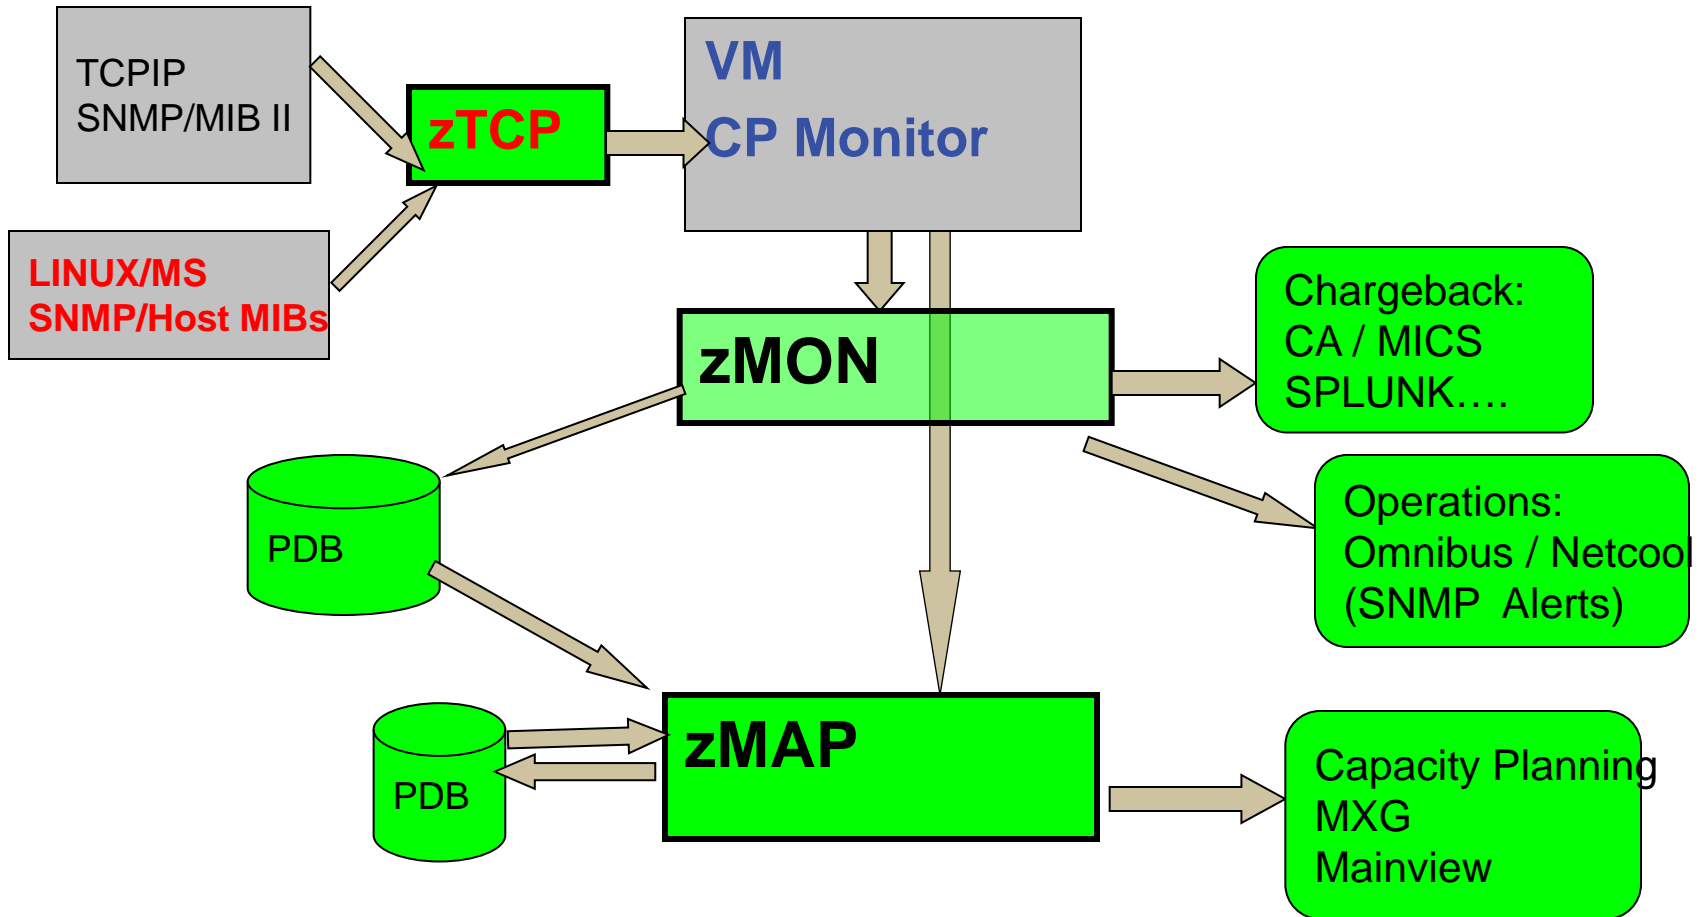 TCPIP
SNMP/MIB II
zTCP
VM
CP Monitor
LINUX/MS
SNMP/Host MIBs
Chargeback:
CA / MICS
SPLUNK....
zMON
Operations:
Omnibus / Netcool
(SNMP  Alerts)
PDB
zMAP
PDB
Capacity Planning
MXG
Mainview